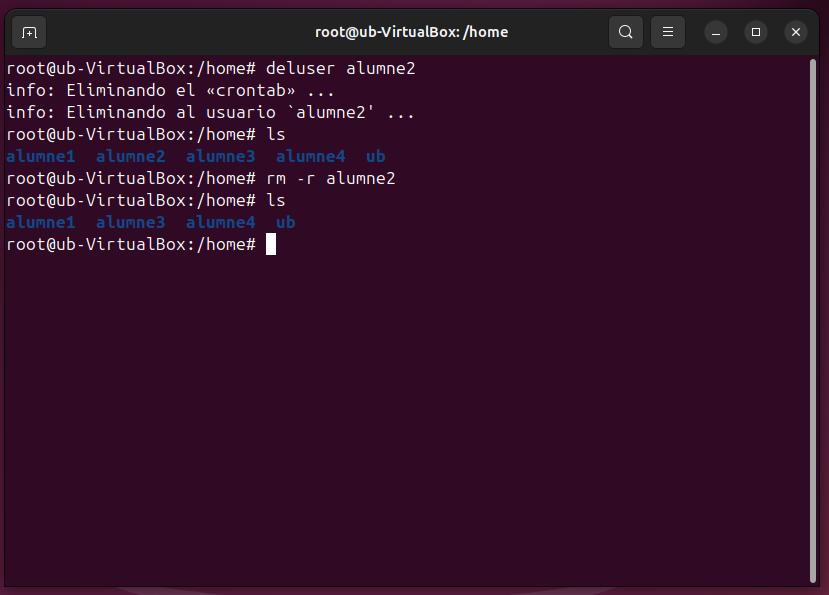 root@ub-VirtualBox: /home
root@ub-VirtualBox:/home# deluser alumne2
info: Eliminando el «crontab» ...
info: Eliminando al usuario `alumne2' ...
root@ub-VirtualBox:/home# ls
alumne1  alumne2  alumne3  alumne4  ub
root@ub-VirtualBox:/home# rm -r alumne2
root@ub-VirtualBox:/home# ls
alumne1  alumne3  alumne4  ub
root@ub-VirtualBox:/home#